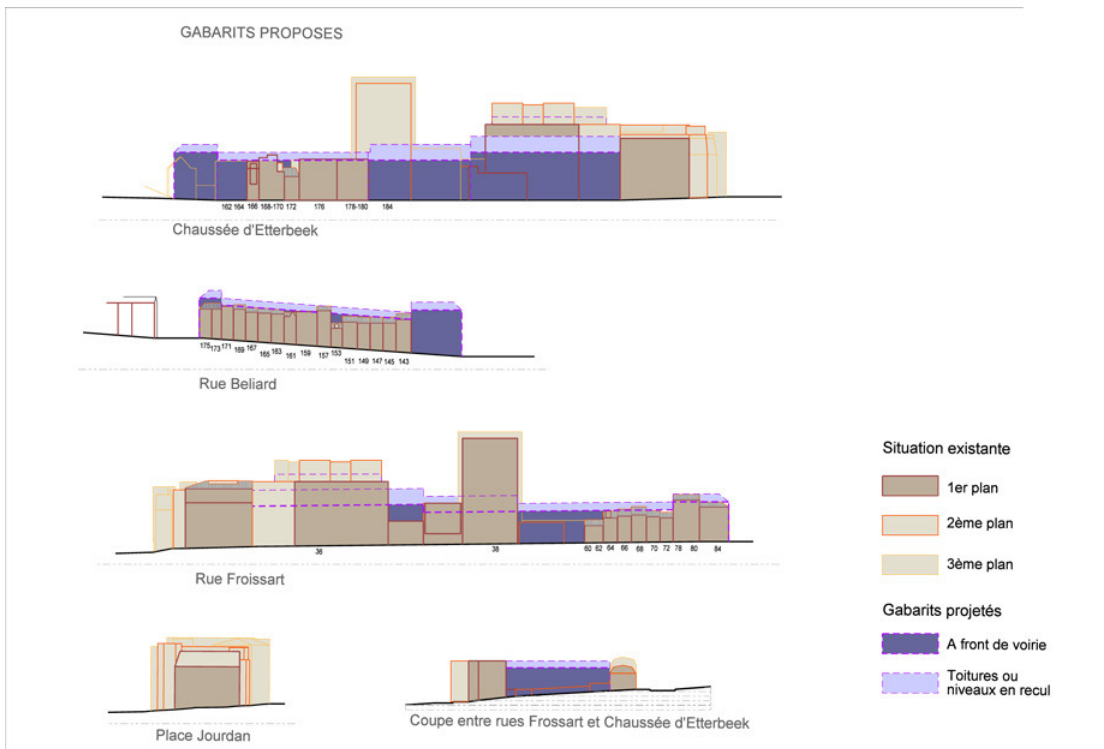 GABARITS PROPOSES
162 164 166 168-170 172 176 178-180 184
Chaussée d'Etterbeek
175 173 171 169 167 165 163 161 159 157 153 151 149 147 145 143
Rue Beliard
36 38 60 62 64 66 68 70 72 78 80 84
Rue Froissart
Place Jourdan
Coupe entre rues Frossart et Chaussée d'Etterbeek
Situation existante
1er plan
2ème plan
3ème plan
Gabarits projetés
A front de voirie
Toitures ou
niveaux en recul